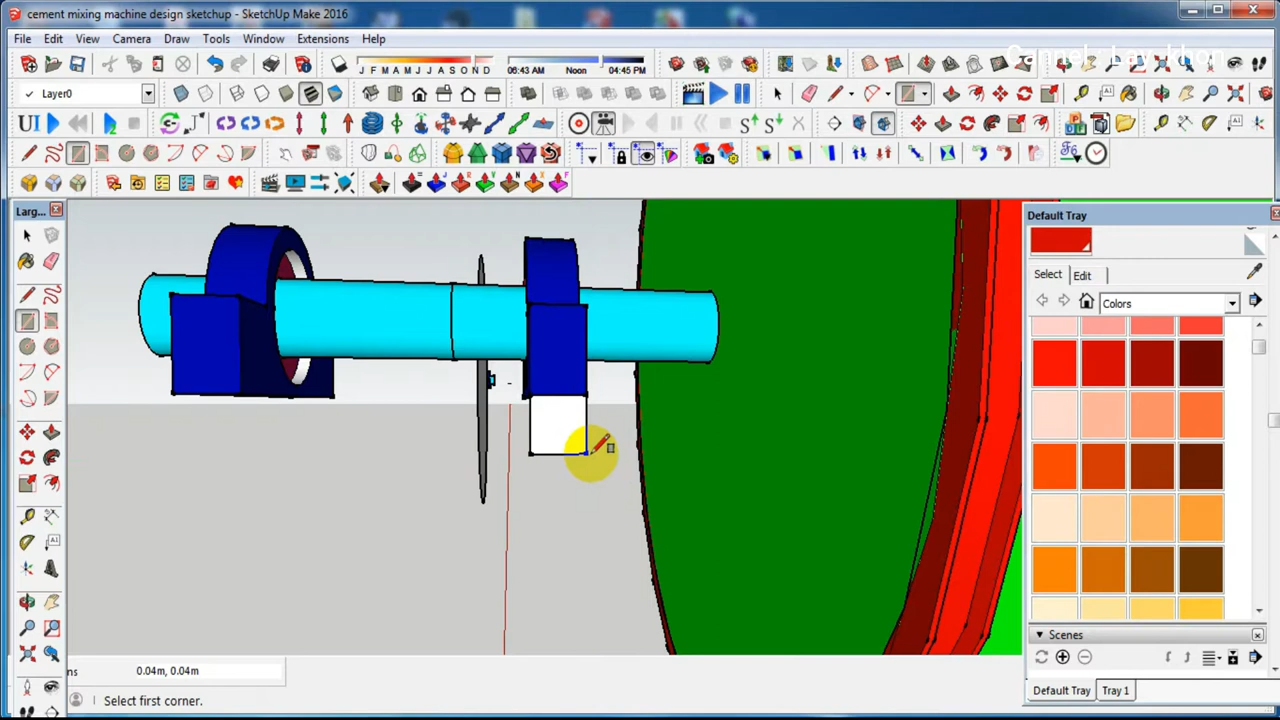 cement mixing machine design sketchup - SketchUp Make 2016
File Edit View Camera Draw Tools Window Extensions Help
J F M A M J J A S O N D 06:43 AM Noon 04:45 PM
Layer0
UI
Larg...
Default Tray
Select Edit
Colors
Scenes
ns 0.04m, 0.04m
Select first corner.
Default Tray Tray 1